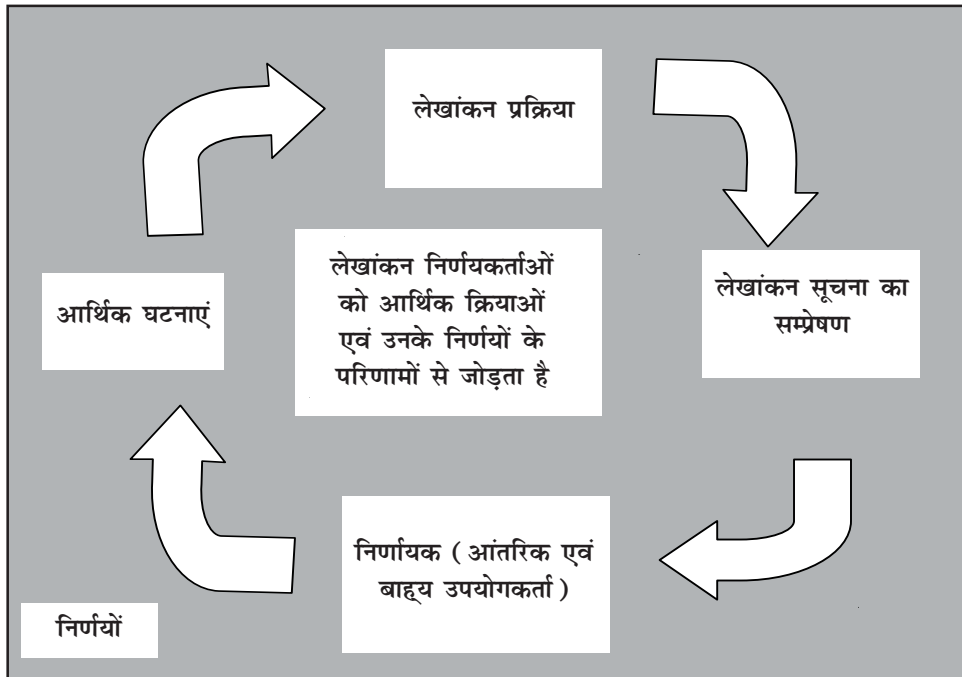 लेखांकन प्रक्रिया
लेखांकन निर्णयकर्ताओं
को आर्थिक क्रियाओं
एवं उनके निर्णयों के
परिणामों से जोड़ता है
आर्थिक घटनाएं
लेखांकन सूचना का
सम्प्रेषण
निर्णायक ( आंतरिक एवं
बाह्य उपयोगकर्ता )
निर्णयों